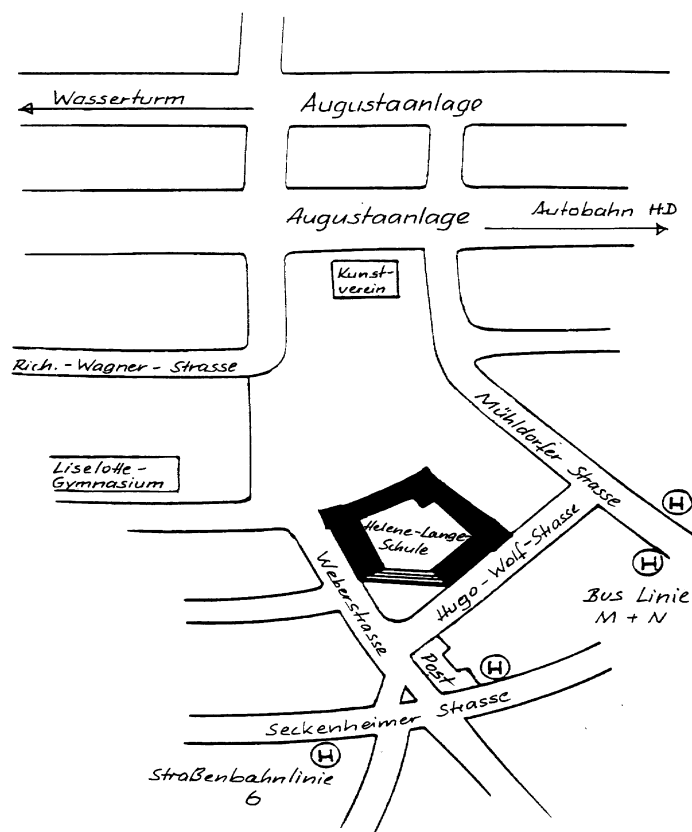 Wasserturm
Augustaanlage
Augustaanlage
Autobahn HD
Kunst-
verein
Rich.-Wagner-Strasse
Mühldorfer Strasse
Liselotte-
Gymnasium
H
Helene-Lange-
Schule
Hugo-Wolf-Strasse
Weberstrasse
H
Bus Linie
M + N
Post
H
Seckenheimer Strasse
H
Straßenbahnlinie
6